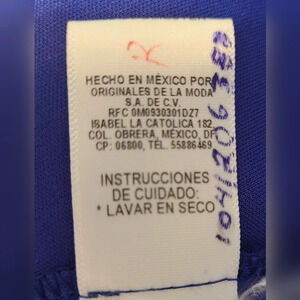 HECHO EN MÉXICO POR:
ORIGINALES DE LA MODA
S.A. DE C.V.
RFC OM0930301DZ7
ISABEL LA CATOLICA 182
COL. OBRERA, MÉXICO, DF
CP: 06800, TÉL. 55886469
INSTRUCCIONES
DE CUIDADO:
* LAVAR EN SECO